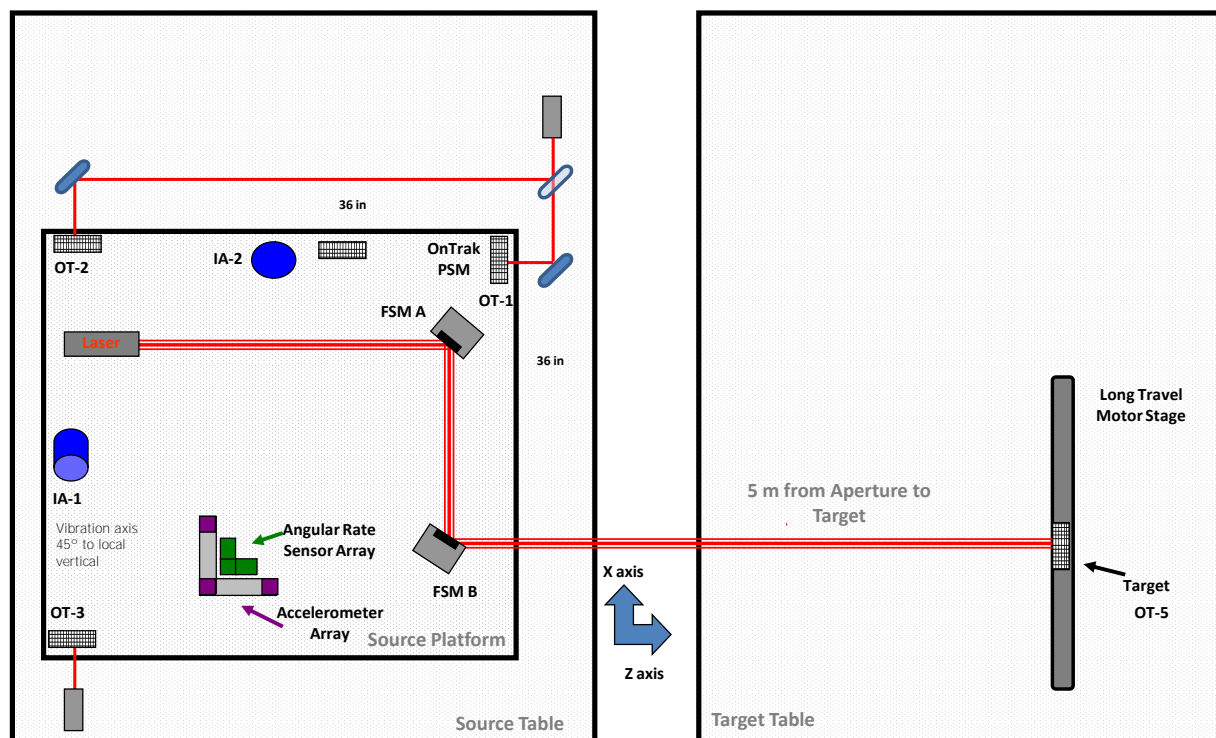 36 in
OT-2
IA-2
OnTrak
PSM
OT-1
FSM A
Laser
36 in
IA-1
Vibration axis
45° to local
vertical
Angular Rate
Sensor Array
FSM B
OT-3
Accelerometer
Array
Source Platform
Source Table
5 m from Aperture to
Target
X axis
Z axis
Long Travel
Motor Stage
Target
OT-5
Target Table